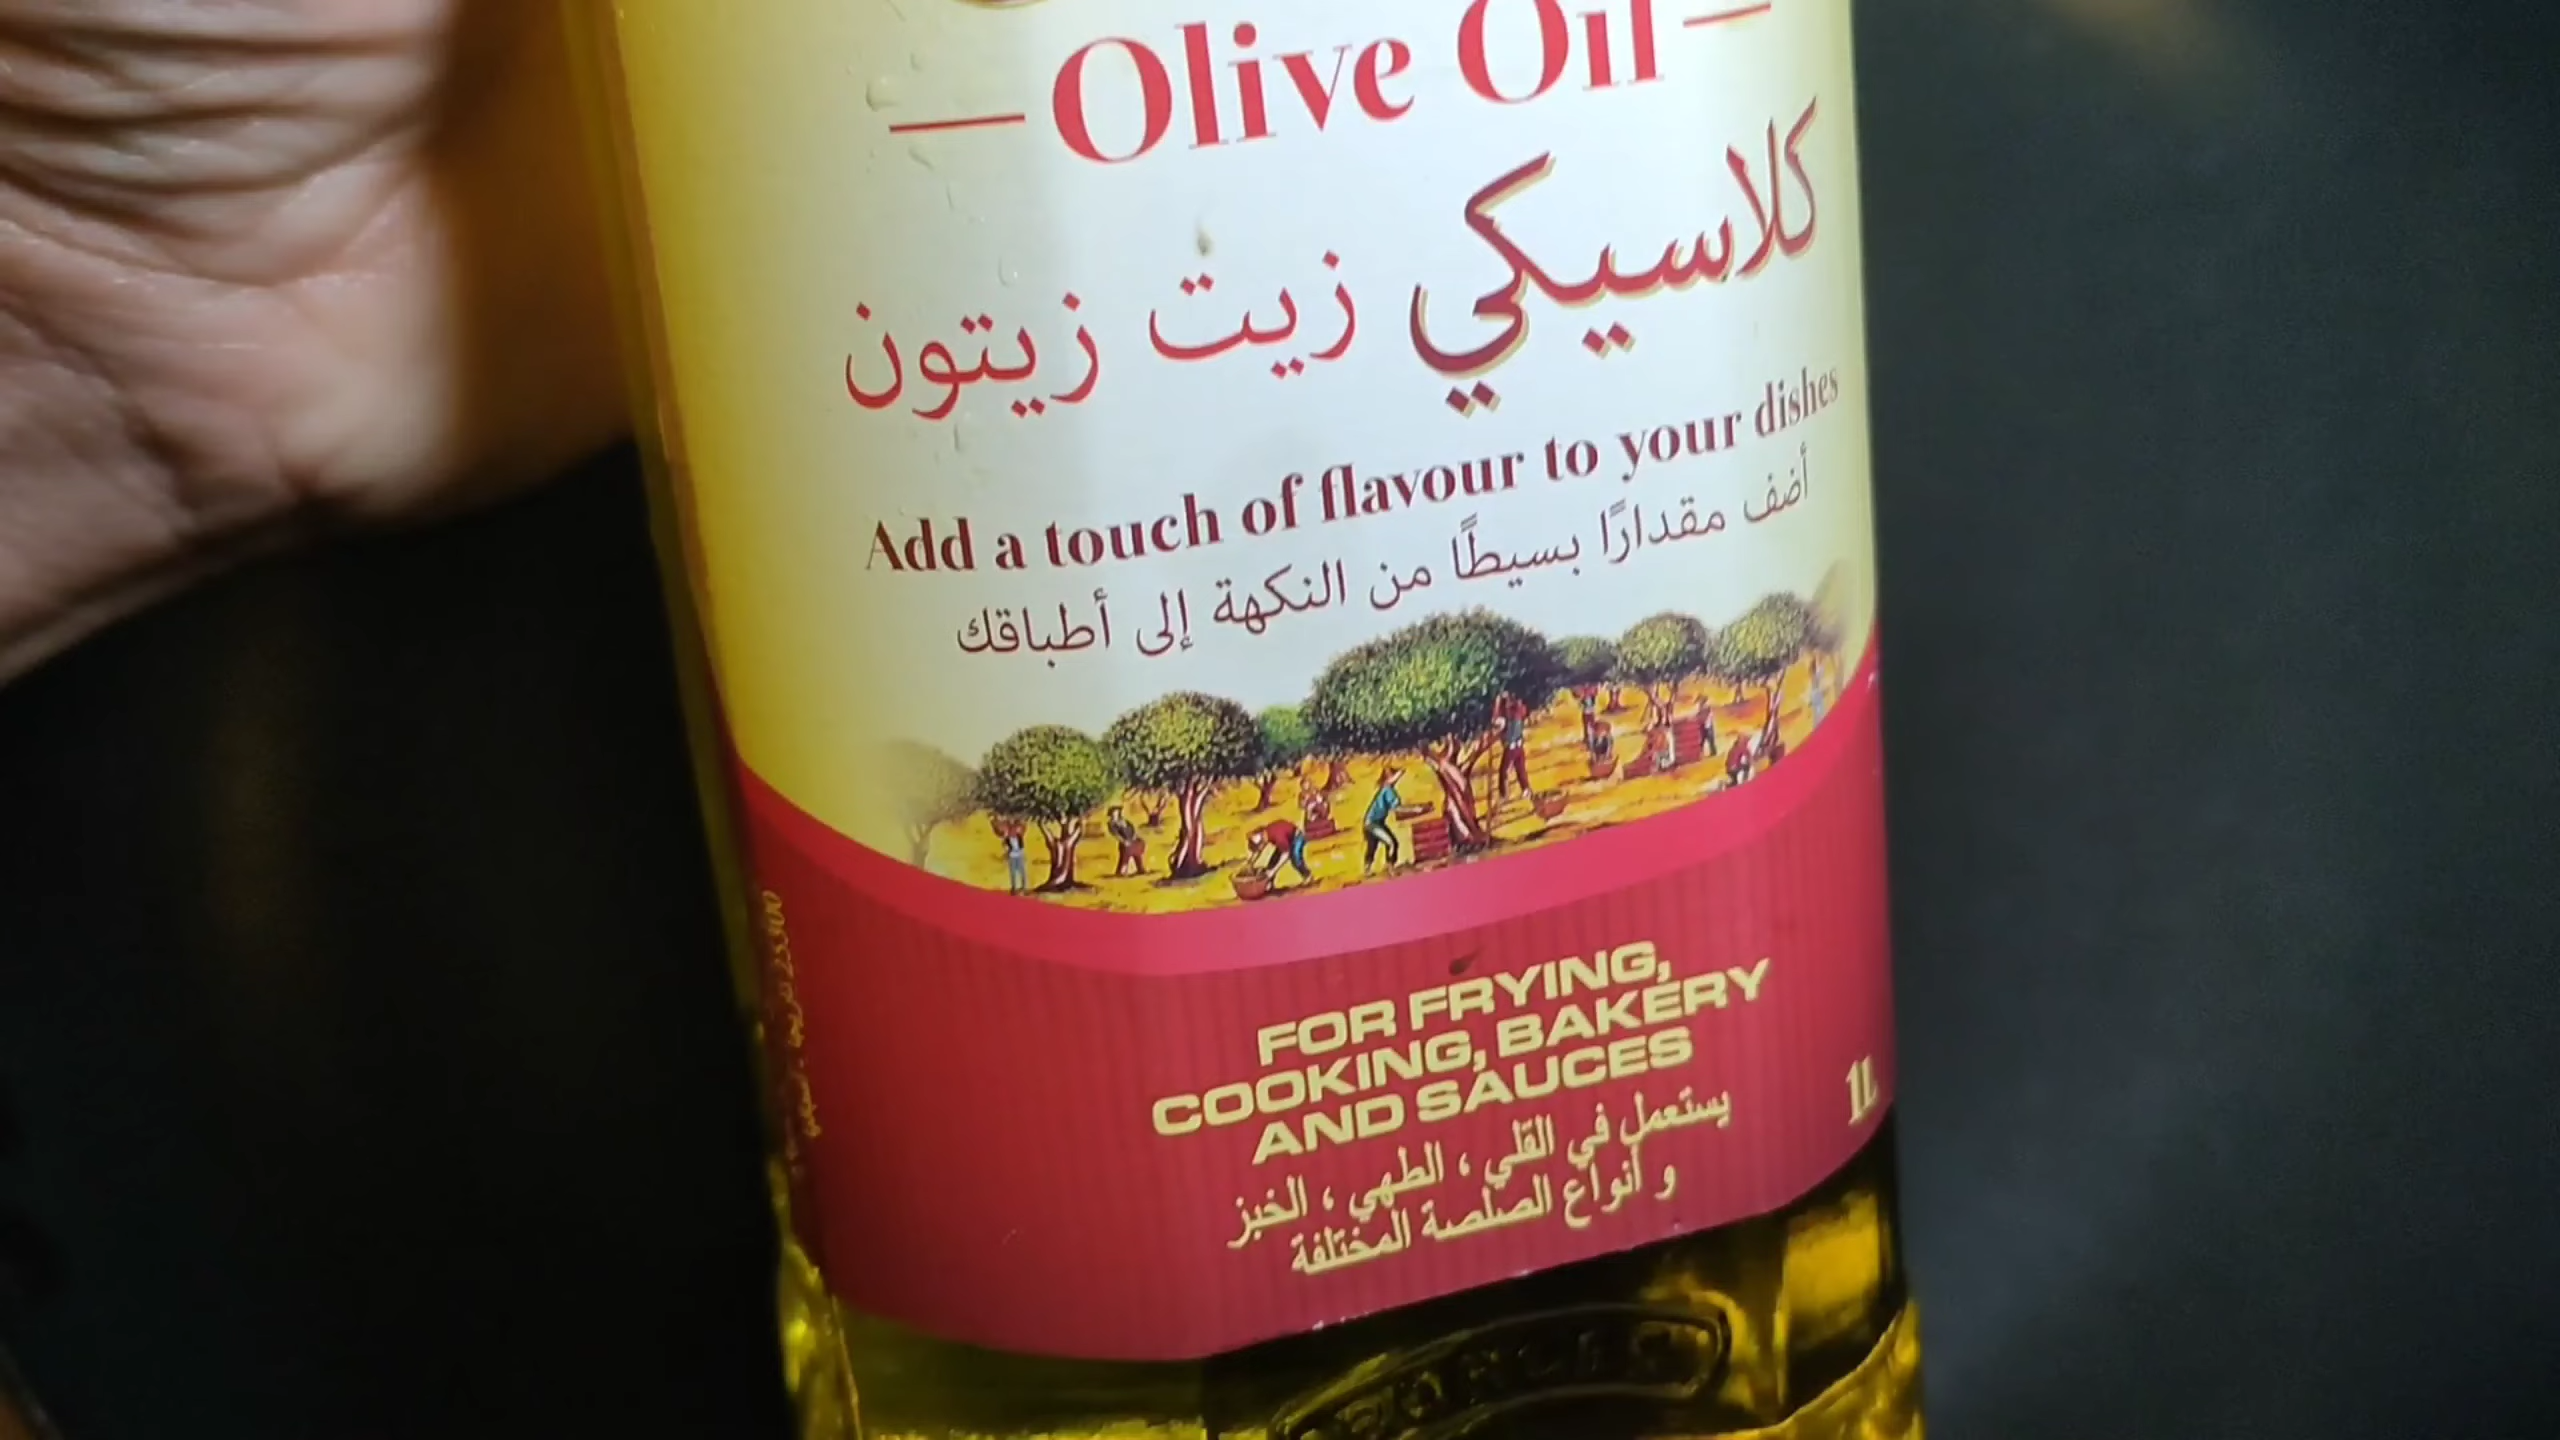 Olive Oil
كلاسيكي زيت زيتون
Add a touch of flavour to your dishes
أضف مقدارًا بسيطًا من النكهة إلى أطباقك
FOR FRYING,
COOKING, BAKERY
AND SAUCES
يستعمل في القلي ، الطهي ، الخبز
و أنواع الصلصة المختلفة
1L
BORGES